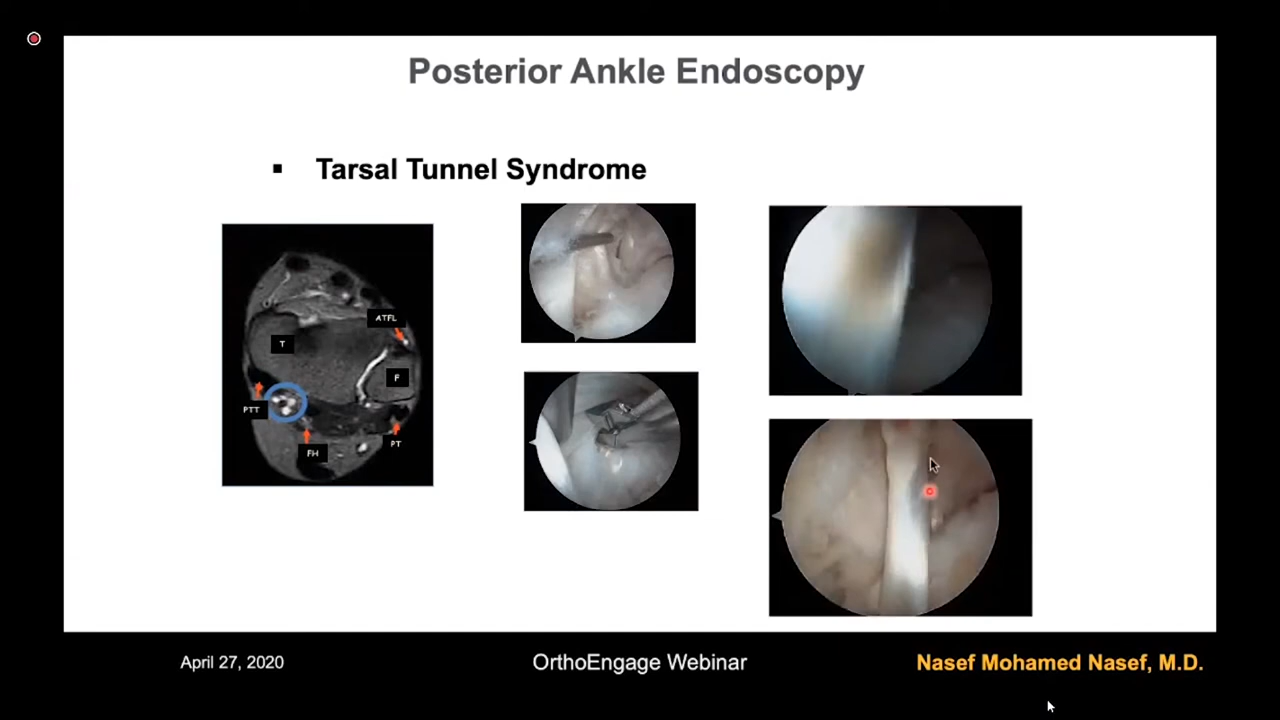 Posterior Ankle Endoscopy
▪ Tarsal Tunnel Syndrome
ATFL
T
F
PTT
PT
FH
April 27, 2020
OrthoEngage Webinar
Nasef Mohamed Nasef, M.D.